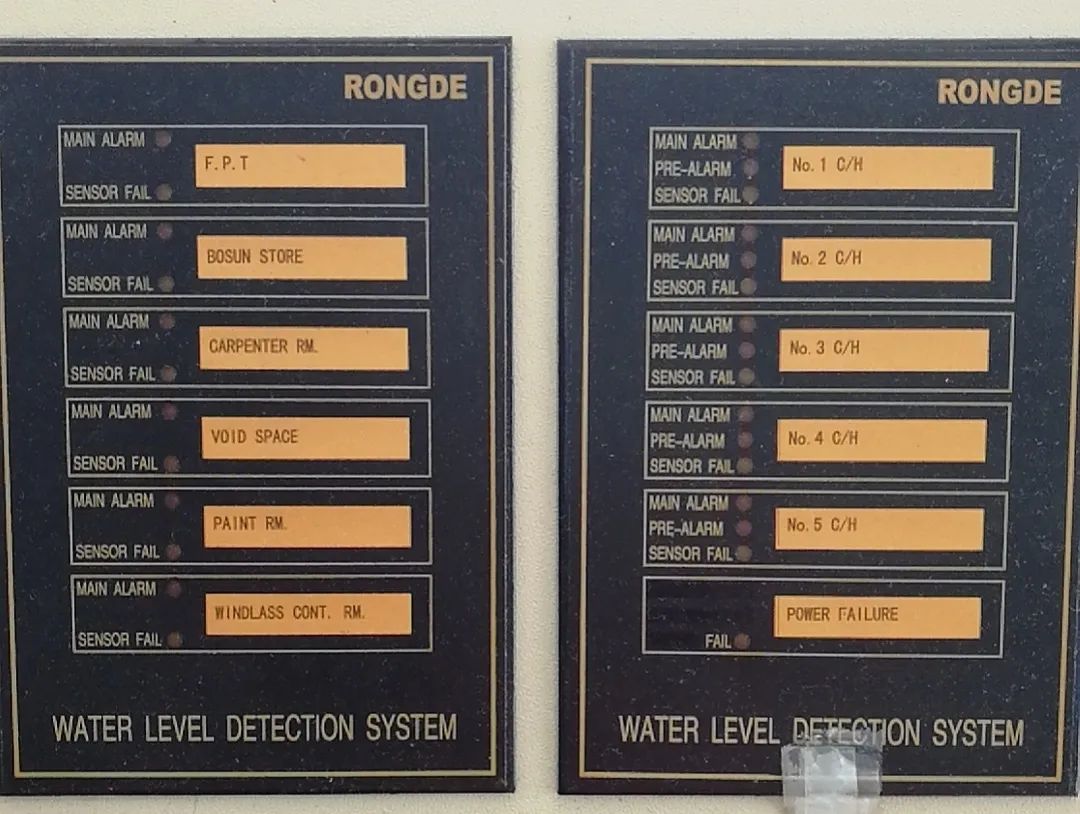 RONGDE
MAIN ALARM
F.P.T
SENSOR FAIL
MAIN ALARM
BOSUN STORE
SENSOR FAIL
MAIN ALARM
CARPENTER RM.
SENSOR FAIL
MAIN ALARM
VOID SPACE
SENSOR FAIL
MAIN ALARM
PAINT RM.
SENSOR FAIL
MAIN ALARM
WINDLASS CONT. RM.
SENSOR FAIL
WATER LEVEL DETECTION SYSTEM
RONGDE
MAIN ALARM
PRE-ALARM
No.1 C/H
SENSOR FAIL
MAIN ALARM
PRE-ALARM
No.2 C/H
SENSOR FAIL
MAIN ALARM
PRE-ALARM
No.3 C/H
SENSOR FAIL
MAIN ALARM
PRE-ALARM
No.4 C/H
SENSOR FAIL
MAIN ALARM
PRE-ALARM
No.5 C/H
SENSOR FAIL
POWER FAILURE
FAIL
WATER LEVEL DETECTION SYSTEM